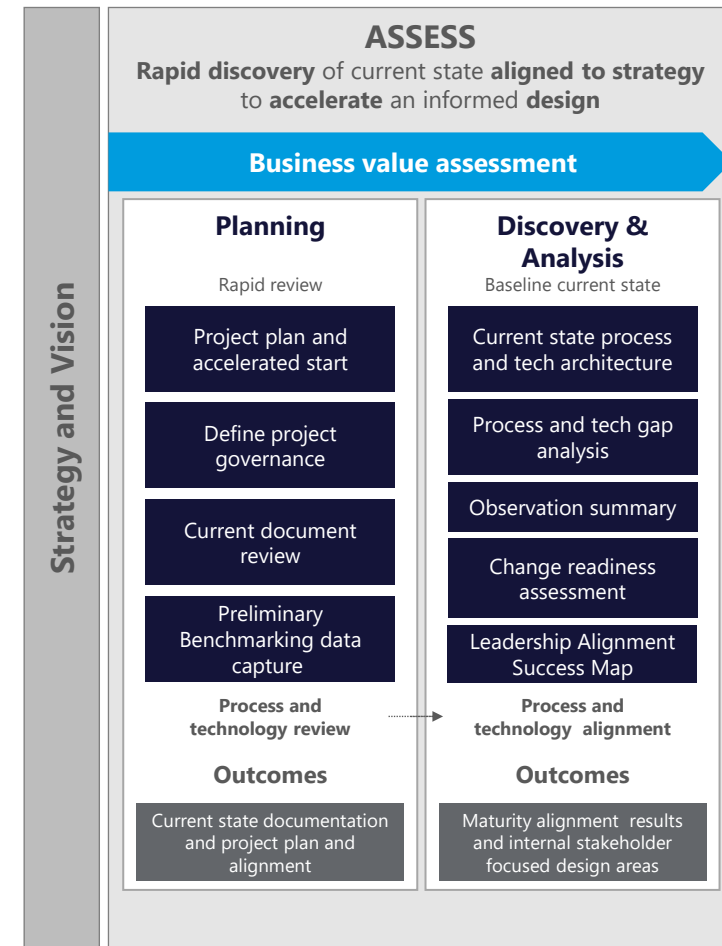 Strategy and Vision
ASSESS
Rapid discovery of current state aligned to strategy
to accelerate an informed design
Business value assessment
Planning
Rapid review
Project plan and
accelerated start
Define project
governance
Current document
review
Preliminary
Benchmarking data
capture
Process and
technology review
Outcomes
Current state documentation
and project plan and
alignment
Discovery &
Analysis
Baseline current state
Current state process
and tech architecture
Process and tech gap
analysis
Observation summary
Change readiness
assessment
Leadership Alignment
Success Map
Process and
technology alignment
Outcomes
Maturity alignment results
and internal stakeholder
focused design areas